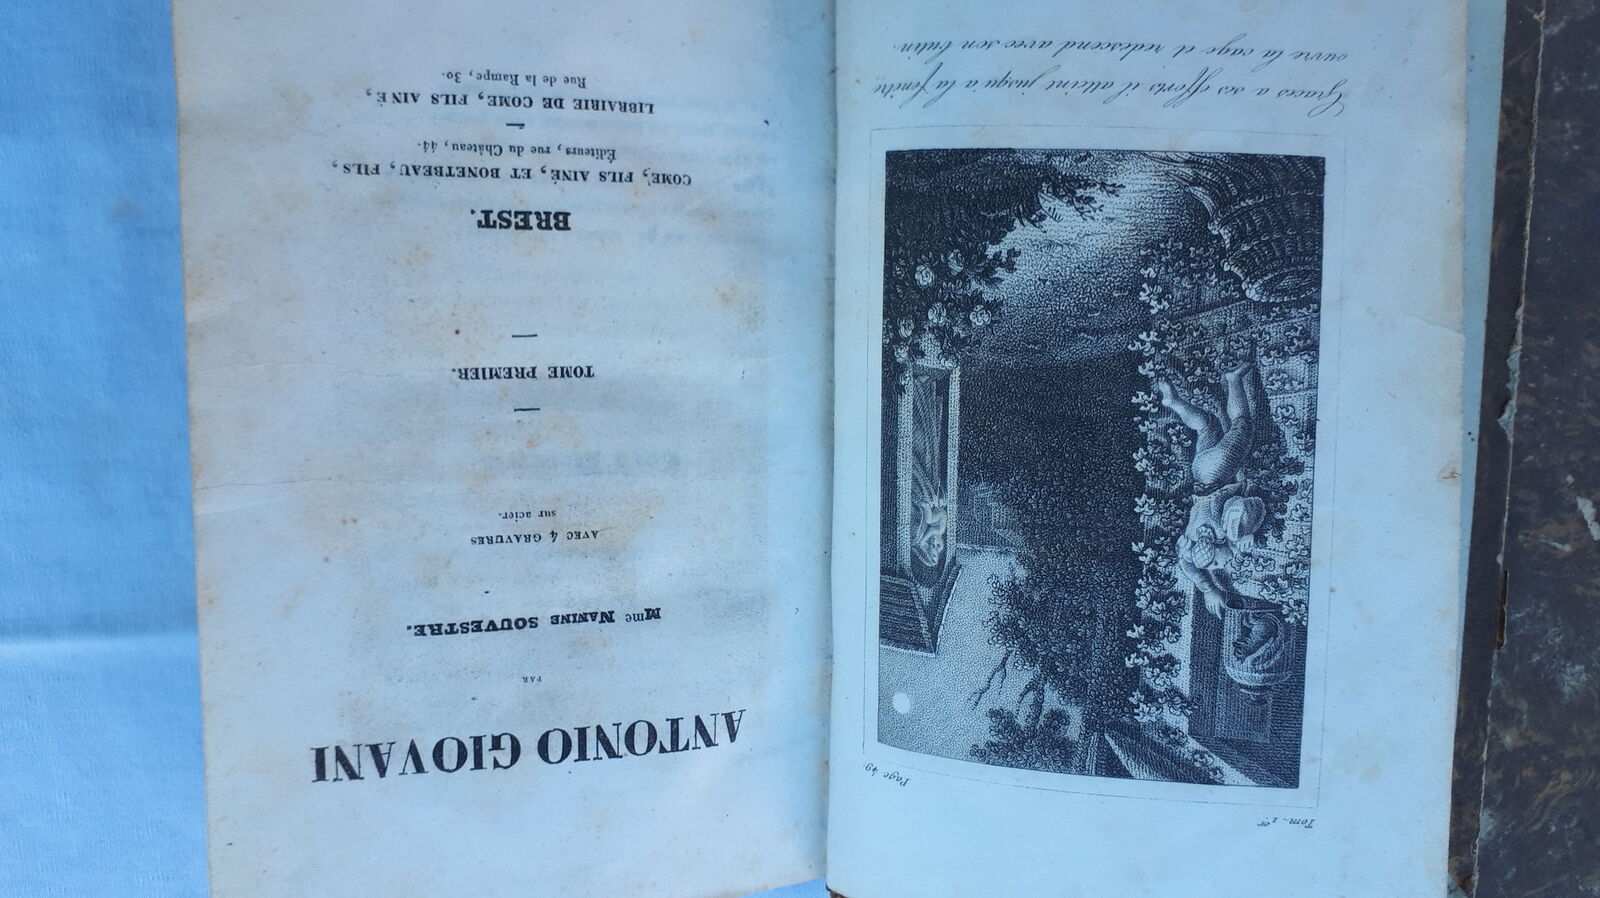 Tom. 1er
Page 49.
Graces a ses efforts il atteint jusqu'a la fenêtre
ouvre la cage et redescend avec son butin.
ANTONIO GIOVANI
PAR
Mme NANINE SOUVESTRE.
AVEC 4 GRAVURES
sur acier.
TOME PREMIER.
BREST.
COME, FILS AINÉ, ET BONETBEAU, FILS,
Éditeurs, rue du Château, 44.
LIBRAIRIE DE COME, FILS AINÉ,
Rue de la Rampe, 30.